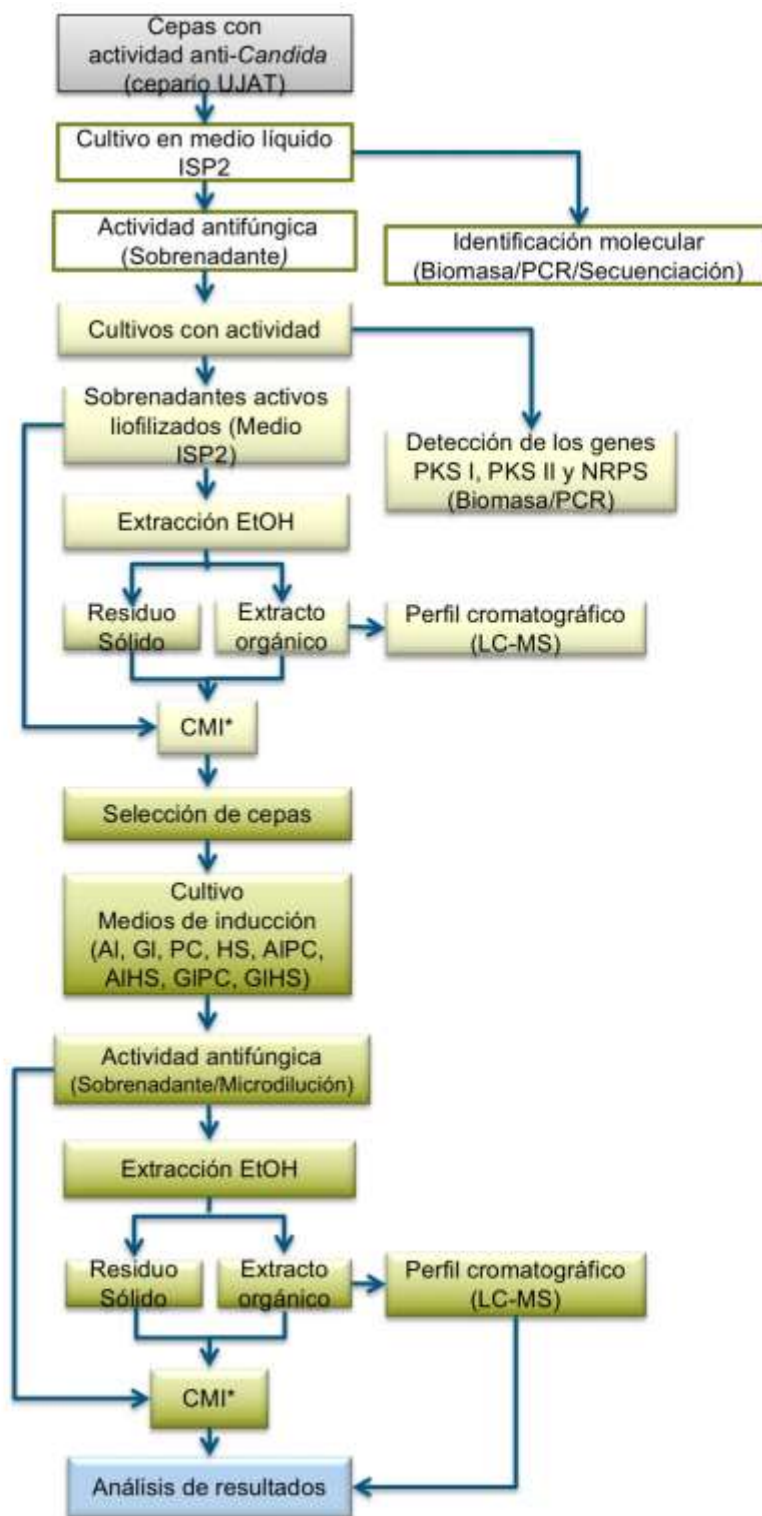 Cepas con
actividad anti-Candida
(cepario UJAT)
Cultivo en medio líquido
ISP2
Actividad antifúngica
(Sobrenadante)
Identificación molecular
(Biomasa/PCR/Secuenciación)
Cultivos con actividad
Sobrenadantes activos
liofilizados (Medio
ISP2)
Detección de los genes
PKS I, PKS II y NRPS
(Biomasa/PCR)
Extracción EtOH
Residuo
Sólido
Extracto
orgánico
Perfil cromatográfico
(LC-MS)
CMI*
Selección de cepas
Cultivo
Medios de inducción
(AI, GI, PC, HS, AIPC,
AIHS, GIPC, GIHS)
Actividad antifúngica
(Sobrenadante/Microdilución)
Extracción EtOH
Residuo
Sólido
Extracto
orgánico
Perfil cromatográfico
(LC-MS)
CMI*
Análisis de resultados